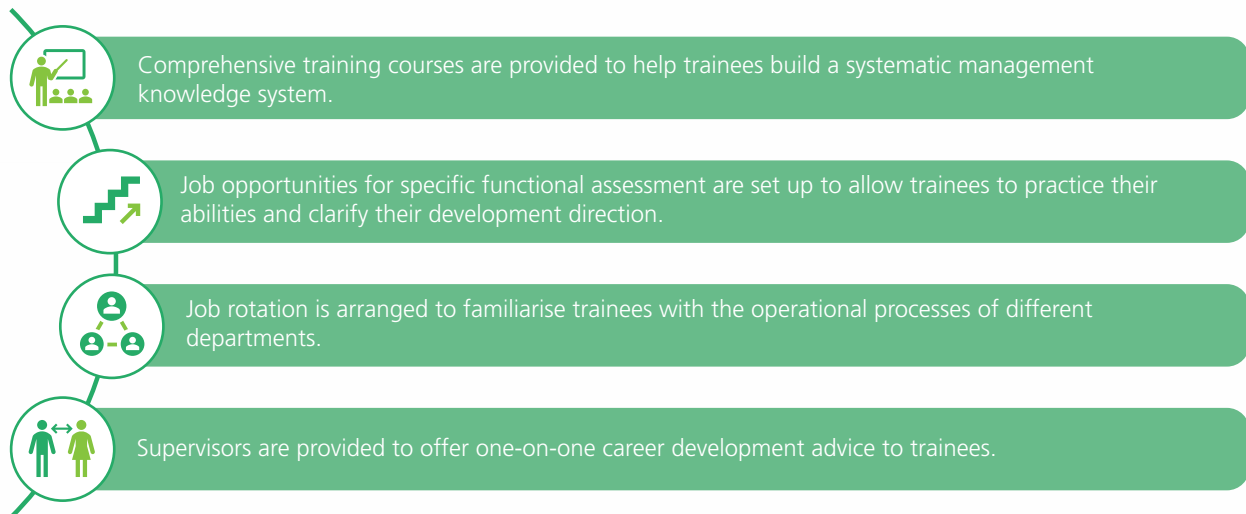 Comprehensive training courses are provided to help trainees build a systematic management
knowledge system.
Job opportunities for specific functional assessment are set up to allow trainees to practice their
abilities and clarify their development direction.
Job rotation is arranged to familiarise trainees with the operational processes of different
departments.
Supervisors are provided to offer one-on-one career development advice to trainees.